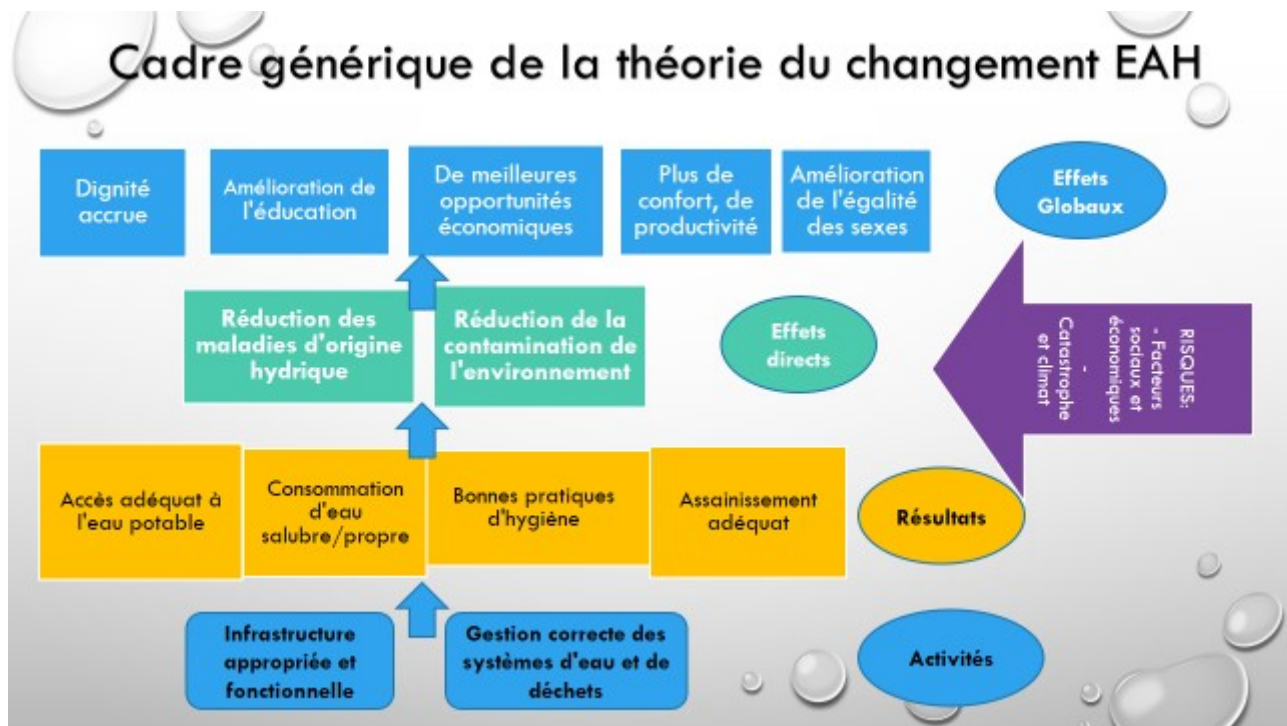 Cadre générique de la théorie du changement EAH
Dignité
accrue
Amélioration de
l'éducation
De meilleures
opportunités
économiques
Plus de
confort, de
productivité
Amélioration
de l'égalité
des sexes
Effets
Globaux
Réduction des
maladies d'origine
hydrique
Réduction de la
contamination de
l'environnement
Effets
directs
RISQUES:
- Facteurs
sociaux et
économiques
-
Catastrophe
et climat
Accès adéquat à
l'eau potable
Consommation
d'eau
salubre/propre
Bonnes pratiques
d'hygiène
Assainissement
adéquat
Résultats
Infrastructure
appropriée et
fonctionnelle
Gestion correcte des
systèmes d'eau et de
déchets
Activités